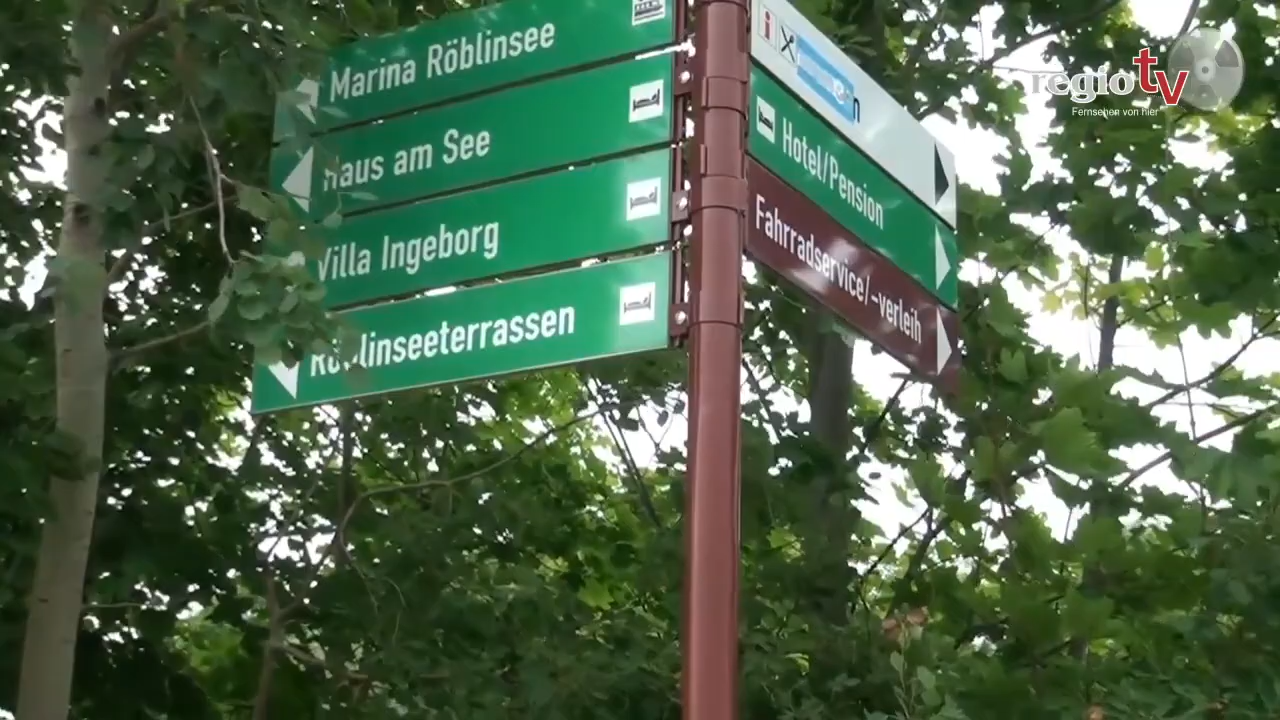 Marina Röblinsee
Haus am See
Villa Ingeborg
Röblinseeterrassen
i
Hotel/Pension
Fahrradservice/-verleih
regio tv
Fernsehen von hier